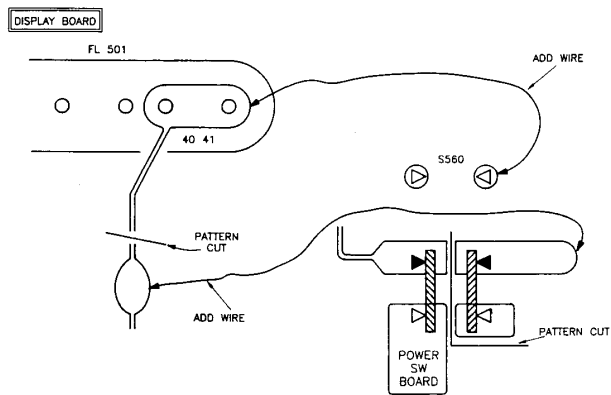 DISPLAY BOARD
FL 501
ADD WIRE
40 41
S560
PATTERN
CUT
ADD WIRE
PATTERN CUT
POWER
SW
BOARD